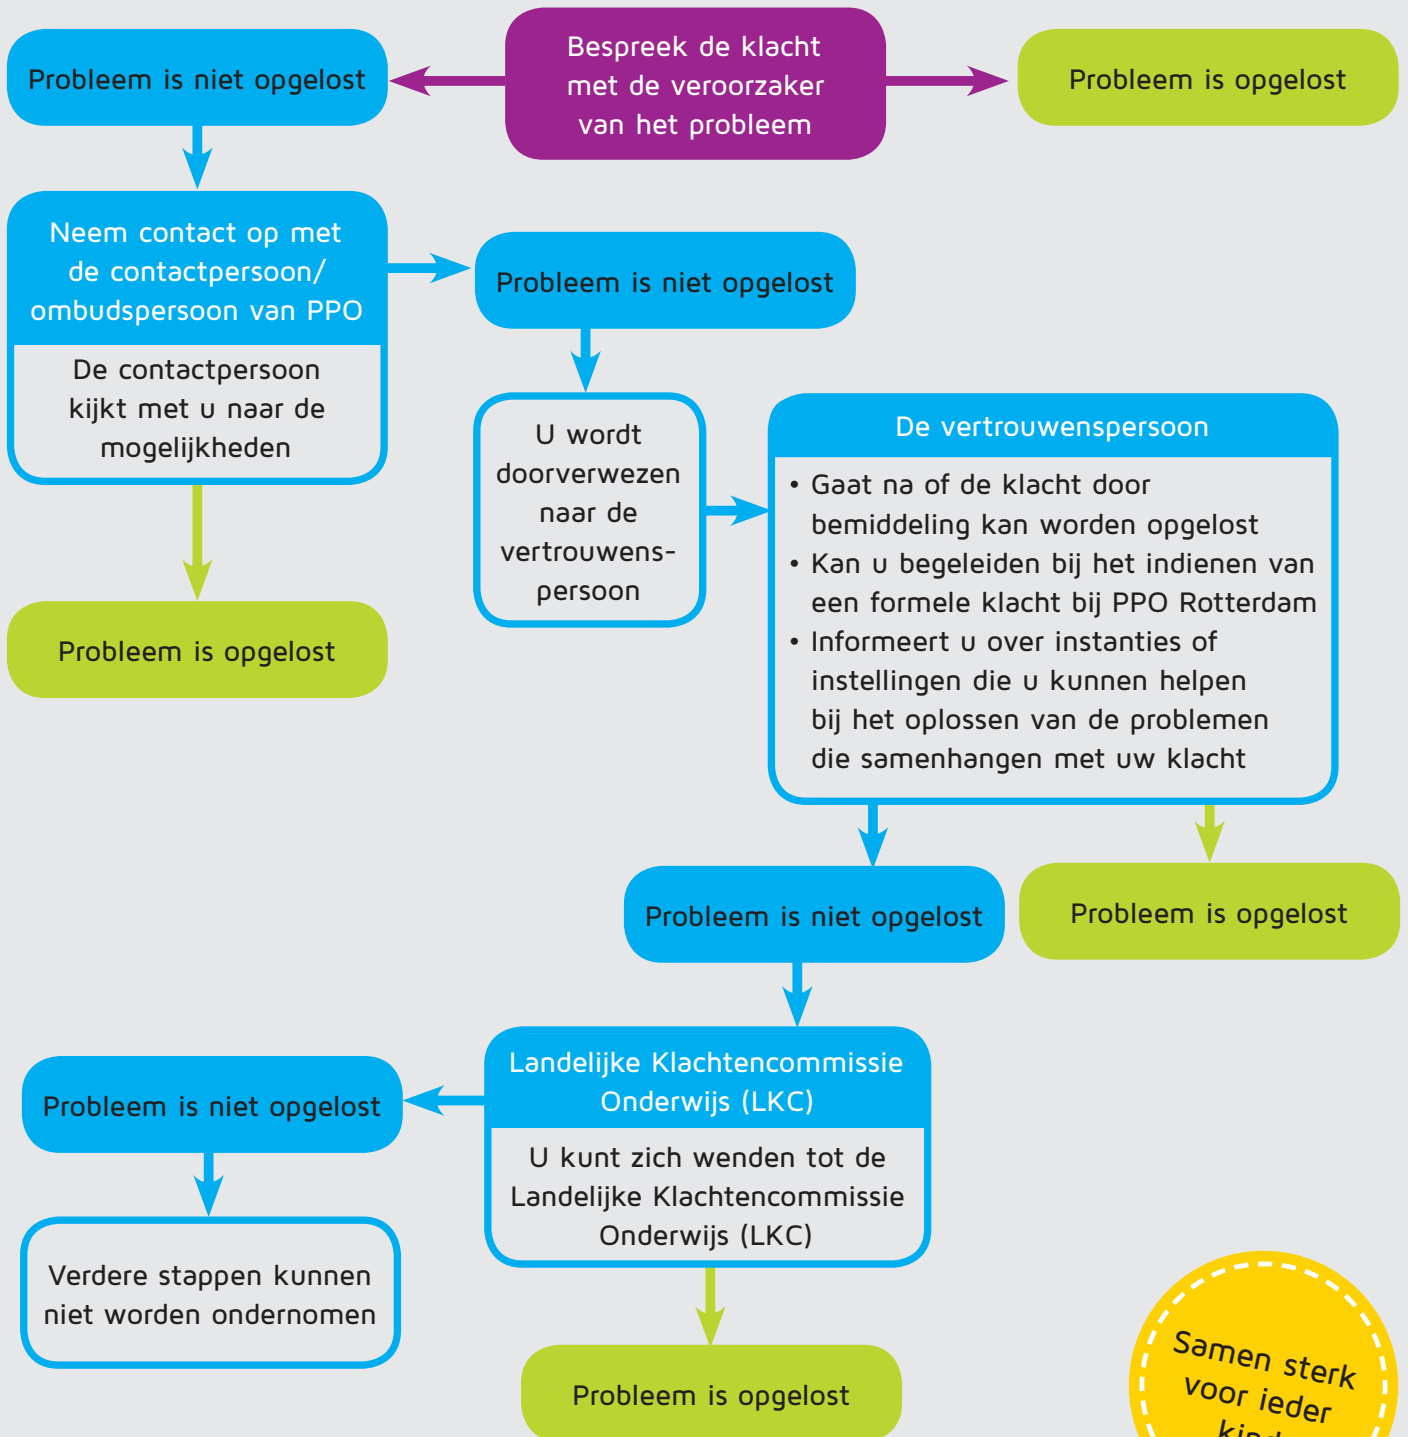 Bespreek de klacht
met de veroorzaker
van het probleem
Probleem is niet opgelost
Probleem is opgelost
Neem contact op met
de contactpersoon/
ombudspersoon van PPO
De contactpersoon
kijkt met u naar de
mogelijkheden
Probleem is opgelost
Probleem is niet opgelost
U wordt
doorverwezen
naar de
vertrouwens-
persoon
De vertrouwenspersoon
• Gaat na of de klacht door
bemiddeling kan worden opgelost
• Kan u begeleiden bij het indienen van
een formele klacht bij PPO Rotterdam
• Informeert u over instanties of
instellingen die u kunnen helpen
bij het oplossen van de problemen
die samenhangen met uw klacht
Probleem is niet opgelost
Probleem is opgelost
Landelijke Klachtencommissie
Onderwijs (LKC)
U kunt zich wenden tot de
Landelijke Klachtencommissie
Onderwijs (LKC)
Probleem is niet opgelost
Verdere stappen kunnen
niet worden ondernomen
Probleem is opgelost
Samen sterk
voor ieder
kind